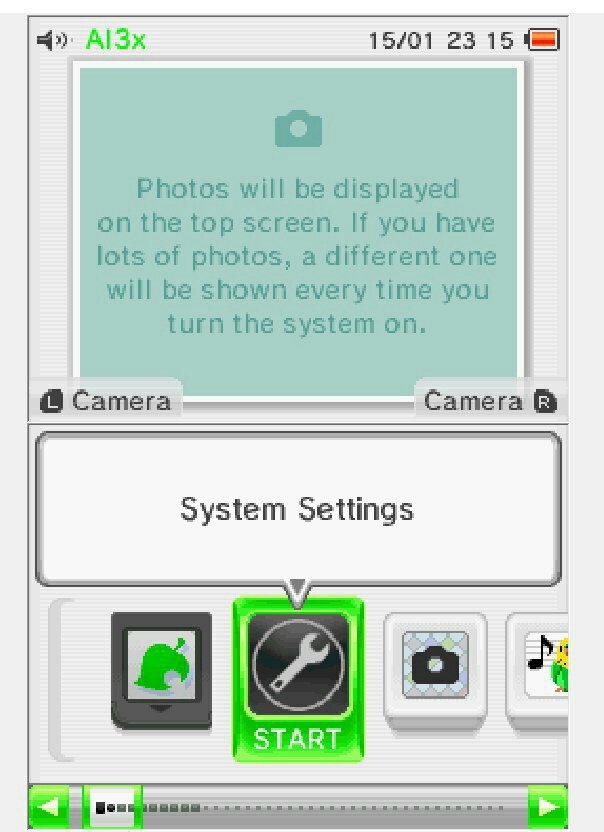 AI3x 15/01 23 15
Photos will be displayed
on the top screen. If you have
lots of photos, a different one
will be shown every time you
turn the system on.
L Camera Camera R
System Settings
START